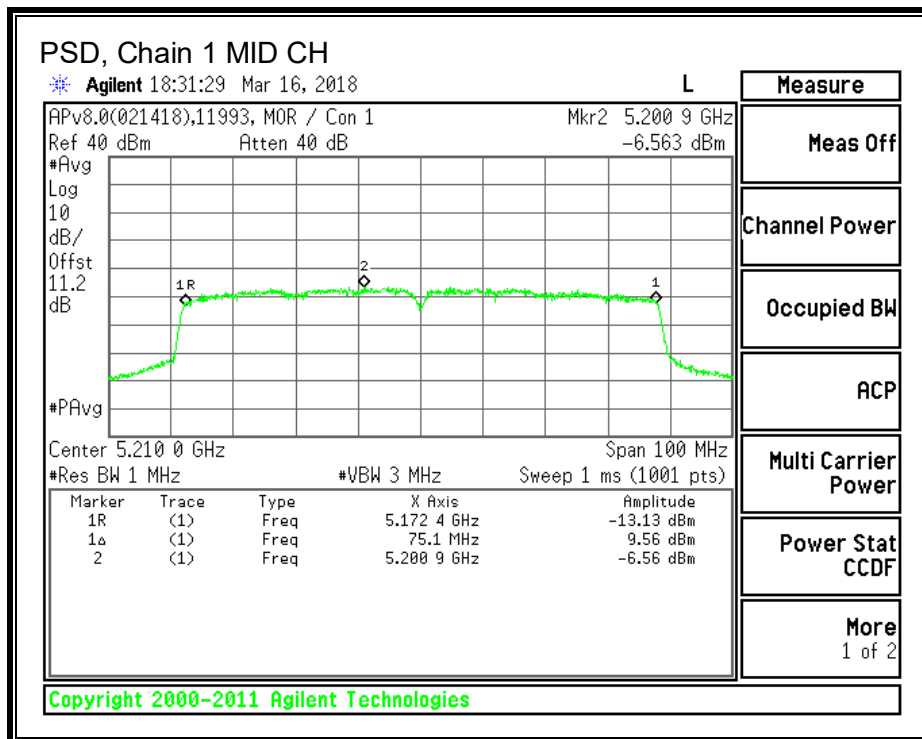 PSD, Chain 1 MID CH
Agilent 18:31:29 Mar 16, 2018 L
APv8.0(021418),11993, MOR / Con 1 Mkr2 5.200 9 GHz
Ref 40 dBm Atten 40 dB -6.563 dBm
#Avg
Log
10
dB/
Offst
11.2
dB
1R
2
1
#PAvg
Center 5.210 0 GHz Span 100 MHz
#Res BW 1 MHz #VBW 3 MHz Sweep 1 ms (1001 pts)
Marker Trace Type X Axis Amplitude
1R (1) Freq 5.172 4 GHz -13.13 dBm
1Δ (1) Freq 75.1 MHz 9.56 dBm
2 (1) Freq 5.200 9 GHz -6.56 dBm
Measure
Meas Off
Channel Power
Occupied BW
ACP
Multi Carrier
Power
Power Stat
CCDF
More
1 of 2
Copyright 2000-2011 Agilent Technologies